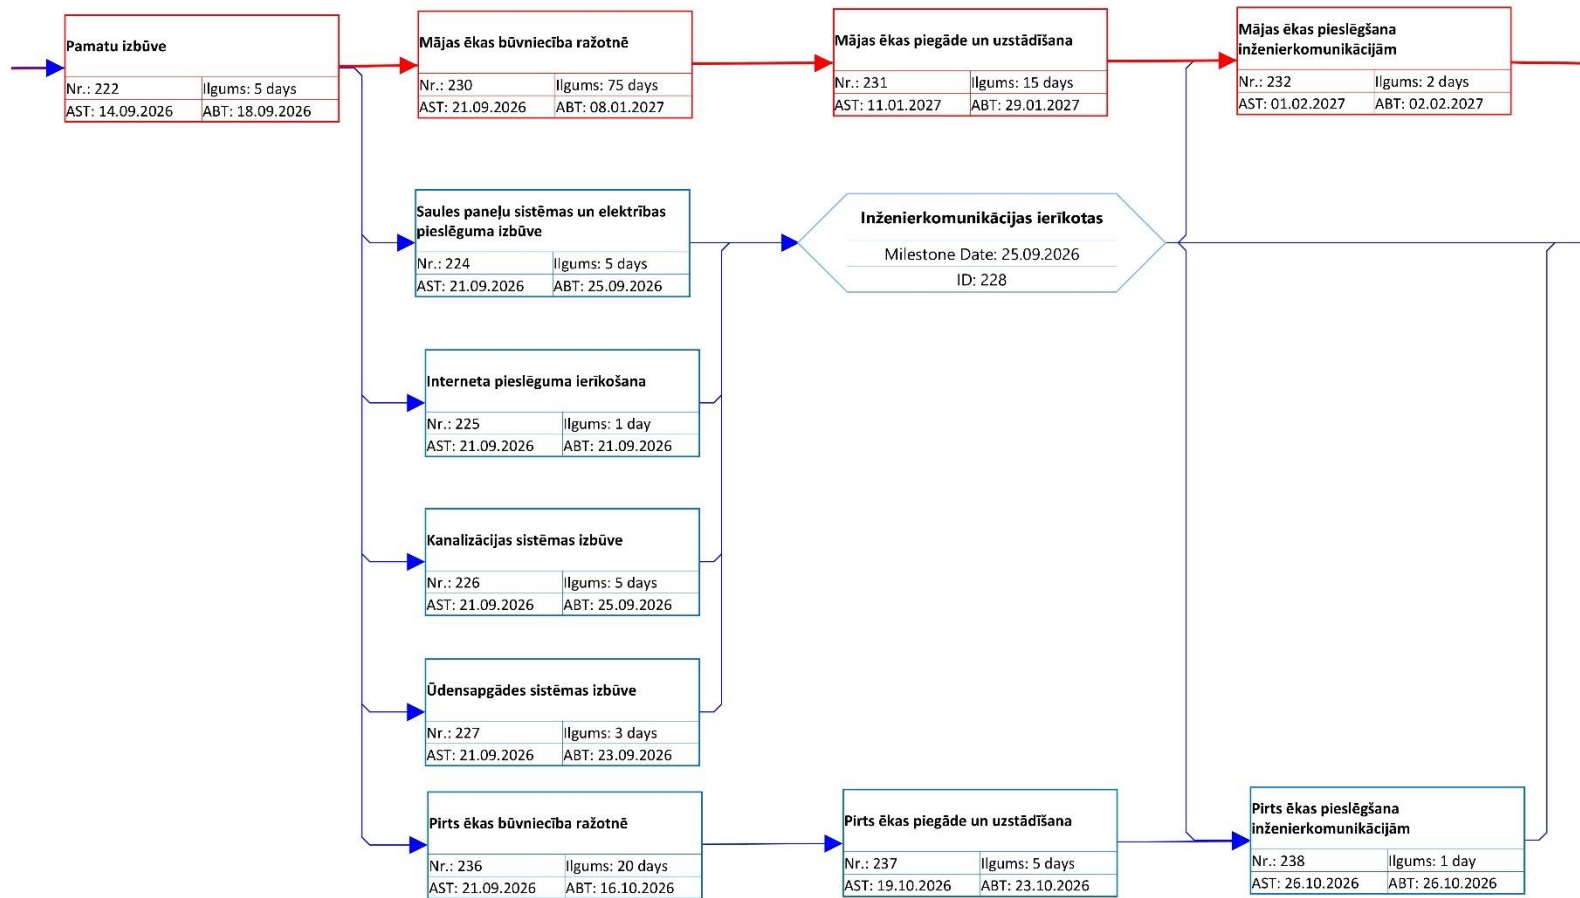 Pamatu izbūve
Nr.: 222 Ilgums: 5 days
AST: 14.09.2026 ABT: 18.09.2026
Mājas ēkas būvniecība ražotnē
Nr.: 230 Ilgums: 75 days
AST: 21.09.2026 ABT: 08.01.2027
Mājas ēkas piegāde un uzstādīšana
Nr.: 231 Ilgums: 15 days
AST: 11.01.2027 ABT: 29.01.2027
Mājas ēkas pieslēgšana
inženierkomunikācijām
Nr.: 232 Ilgums: 2 days
AST: 01.02.2027 ABT: 02.02.2027
Saules paneļu sistēmas un elektrības
pieslēguma izbūve
Nr.: 224 Ilgums: 5 days
AST: 21.09.2026 ABT: 25.09.2026
Inženierkomunikācijas ierīkotas
Milestone Date: 25.09.2026
ID: 228
Interneta pieslēguma ierīkošana
Nr.: 225 Ilgums: 1 day
AST: 21.09.2026 ABT: 21.09.2026
Kanalizācijas sistēmas izbūve
Nr.: 226 Ilgums: 5 days
AST: 21.09.2026 ABT: 25.09.2026
Ūdensapgādes sistēmas izbūve
Nr.: 227 Ilgums: 3 days
AST: 21.09.2026 ABT: 23.09.2026
Pirts ēkas būvniecība ražotnē
Nr.: 236 Ilgums: 20 days
AST: 21.09.2026 ABT: 16.10.2026
Pirts ēkas piegāde un uzstādīšana
Nr.: 237 Ilgums: 5 days
AST: 19.10.2026 ABT: 23.10.2026
Pirts ēkas pieslēgšana
inženierkomunikācijām
Nr.: 238 Ilgums: 1 day
AST: 26.10.2026 ABT: 26.10.2026